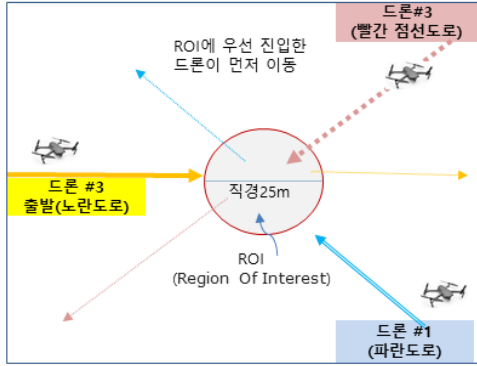 드론#3
(빨간 점선도로)
ROI에 우선 진입한
드론이 먼저 이동
드론 #3
출발(노란도로)
직경25m
ROI
(Region Of Interest)
드론 #1
(파란도로)